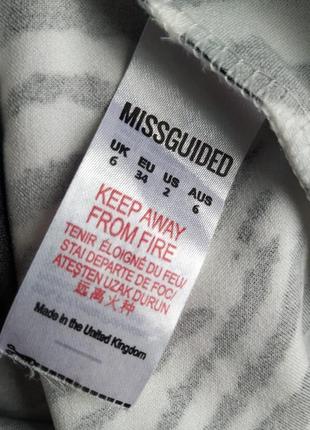 MISSGUIDED
UK EU US AUS
6 34 2 6
KEEP AWAY
FROM FIRE
TENIR ÉLOIGNÉ DU FEU/
STAI DEPARTE DE FOC/
ATEŞTEN UZAK DURUN
远离火种
Made in the United Kingdom